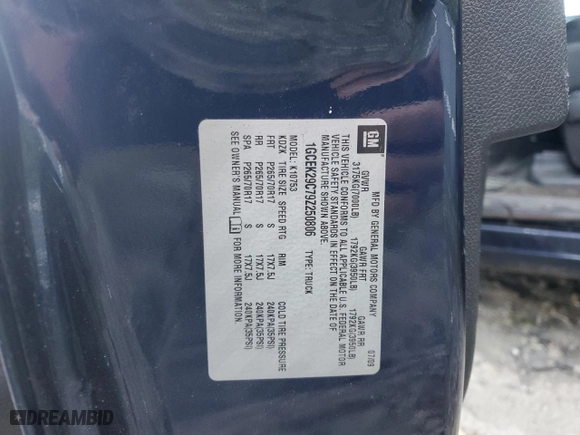 GM
MFD BY GENERAL MOTORS COMPANY 07/09
GVWR GAWR FRT GAWR RR
3175KG(7000LB) 1792KG(3950LB) 1792KG(3950LB)
THIS VEHICLE CONFORMS TO ALL APPLICABLE U.S. FEDERAL MOTOR
VEHICLE SAFETY STANDARDS IN EFFECT ON THE DATE OF
MANUFACTURE SHOWN ABOVE.
1GCEK29C79Z250806 TYPE: TRUCK
MODEL: K10753
KDZK TIRE SIZE SPEED RTG RIM COLD TIRE PRESSURE
FRT P265/70R17 S 17X7.5J 240KPA(35PSI)
RR P265/70R17 S 17X7.5J 240KPA(35PSI)
SPA P265/70R17 S 17X7.5J 240KPA(35PSI)
SEE OWNER'S MANUAL FOR MORE INFORMATION.
DREAMBID